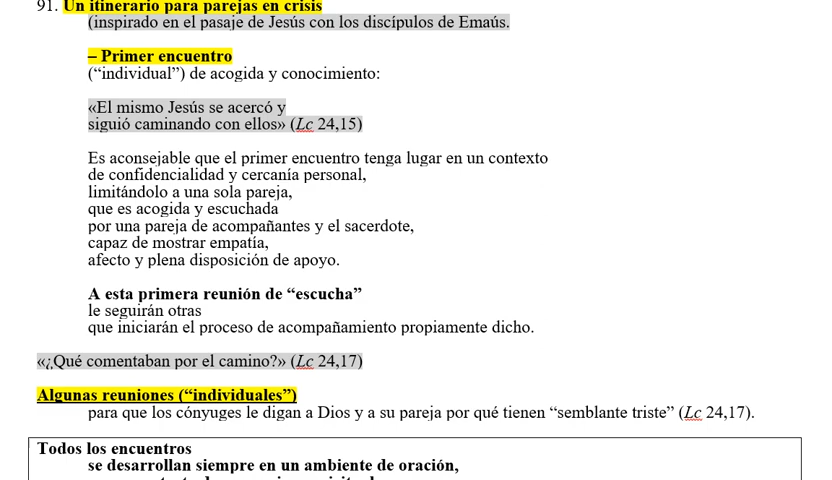 91. Un itinerario para parejas en crisis
(inspirado en el pasaje de Jesús con los discípulos de Emaús.
– Primer encuentro
(“individual”) de acogida y conocimiento:
«El mismo Jesús se acercó y
siguió caminando con ellos» (Lc 24,15)
Es aconsejable que el primer encuentro tenga lugar en un contexto
de confidencialidad y cercanía personal,
limitándolo a una sola pareja,
que es acogida y escuchada
por una pareja de acompañantes y el sacerdote,
capaz de mostrar empatía,
afecto y plena disposición de apoyo.
A esta primera reunión de “escucha”
le seguirán otras
que iniciarán el proceso de acompañamiento propiamente dicho.
«¿Qué comentaban por el camino?» (Lc 24,17)
Algunas reuniones (“individuales”)
para que los cónyuges le digan a Dios y a su pareja por qué tienen “semblante triste” (Lc 24,17).
Todos los encuentros
se desarrollan siempre en un ambiente de oración,